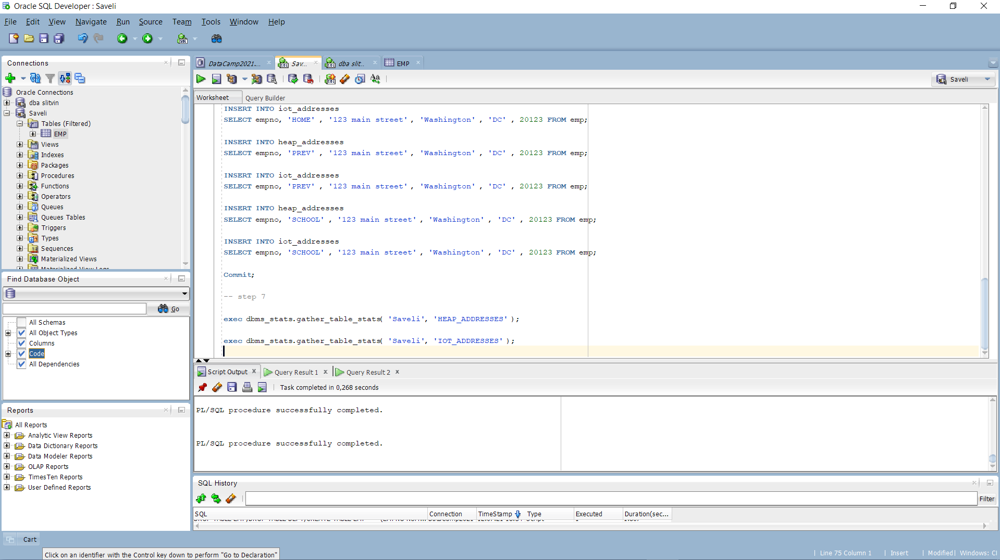 Oracle SQL Developer : Saveli
File Edit View Navigate Run Source Team Tools Window Help
Connections
Oracle Connections
dba slitvin
Saveli
Tables (Filtered)
EMP
Views
Indexes
Packages
Procedures
Functions
Operators
Queues
Queues Tables
Triggers
Types
Sequences
Materialized Views
Materialized View Logs
Find Database Object
Go
All Schemas
All Object Types
Columns
Code
All Dependencies
Reports
All Reports
Analytic View Reports
Data Dictionary Reports
Data Modeler Reports
OLAP Reports
TimesTen Reports
User Defined Reports
DataCamp2021.... Sav... dba slit... EMP
Saveli
Worksheet Query Builder
INSERT INTO iot_addresses
SELECT empno, 'HOME' , '123 main street' , 'Washington' , 'DC' , 20123 FROM emp;
INSERT INTO heap_addresses
SELECT empno, 'PREV' , '123 main street' , 'Washington' , 'DC' , 20123 FROM emp;
INSERT INTO iot_addresses
SELECT empno, 'PREV' , '123 main street' , 'Washington' , 'DC' , 20123 FROM emp;
INSERT INTO heap_addresses
SELECT empno, 'SCHOOL' , '123 main street' , 'Washington' , 'DC' , 20123 FROM emp;
INSERT INTO iot_addresses
SELECT empno, 'SCHOOL' , '123 main street' , 'Washington' , 'DC' , 20123 FROM emp;
Commit;
-- step 7
exec dbms_stats.gather_table_stats( 'Saveli', 'HEAP_ADDRESSES' );
exec dbms_stats.gather_table_stats( 'Saveli', 'IOT_ADDRESSES' );
Script Output Query Result 1 Query Result 2
Task completed in 0,268 seconds
PL/SQL procedure successfully completed.
PL/SQL procedure successfully completed.
SQL History
Filter
SQL Connection TimeStamp Type Executed Duration(sec...
Cart
Click on an identifier with the Control key down to perform "Go to Declaration"
Line 75 Column 1 Insert Modified Windows: Cl